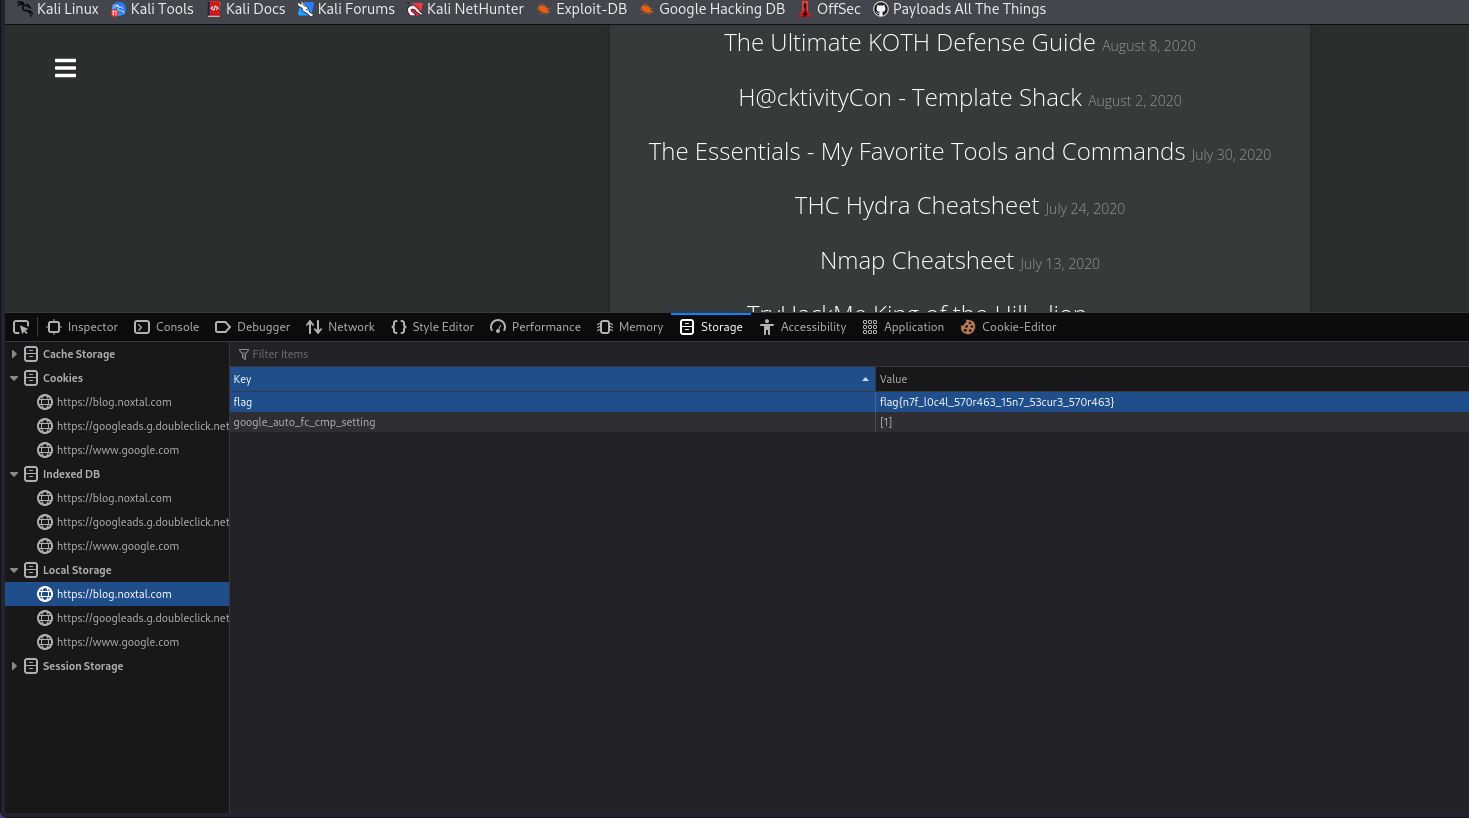 Kali Linux Kali Tools Kali Docs Kali Forums Kali NetHunter Exploit-DB Google Hacking DB OffSec Payloads All The Things
The Ultimate KOTH Defense Guide August 8, 2020
H@cktivityCon - Template Shack August 2, 2020
The Essentials - My Favorite Tools and Commands July 30, 2020
THC Hydra Cheatsheet July 24, 2020
Nmap Cheatsheet July 13, 2020
TryHackMe King of the Hill - lion
Inspector Console Debugger Network Style Editor Performance Memory Storage Accessibility Application Cookie-Editor
Cache Storage
Cookies
https://blog.noxtal.com
https://googleads.g.doubleclick.net
https://www.google.com
Indexed DB
https://blog.noxtal.com
https://googleads.g.doubleclick.net
https://www.google.com
Local Storage
https://blog.noxtal.com
https://googleads.g.doubleclick.net
https://www.google.com
Session Storage
Filter Items
Key Value
flag flag{n7f_l0c4l_570r463_15n7_53cur3_570r463}
google_auto_fc_cmp_setting [1]